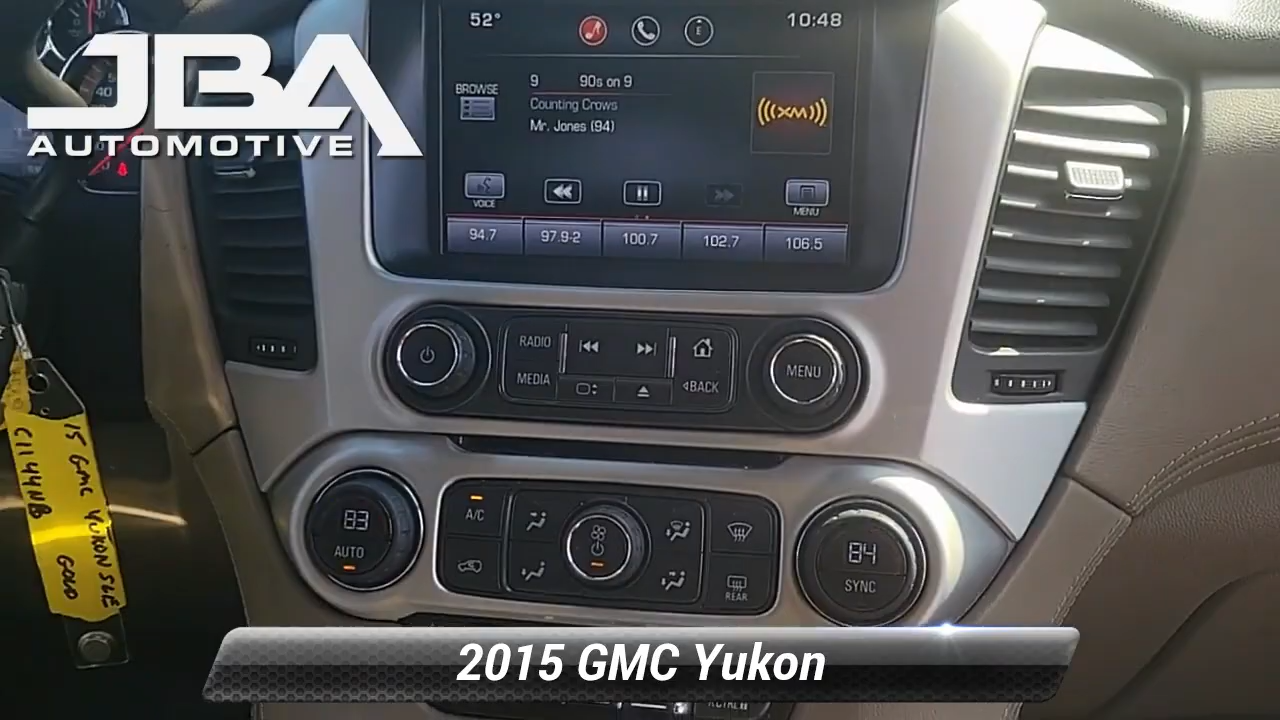 JBA
AUTOMOTIVE
52° 10:48
E
BROWSE
9 90s on 9
Counting Crows
Mr. Jones (94)
((XM))
VOICE
MENU
94.7 97.9-2 100.7 102.7 106.5
RADIO
MEDIA
BACK
MENU
83
AUTO
A/C
REAR
84
SYNC
15 GMC YUKON SLE
C1144NB GOLD
2015 GMC Yukon